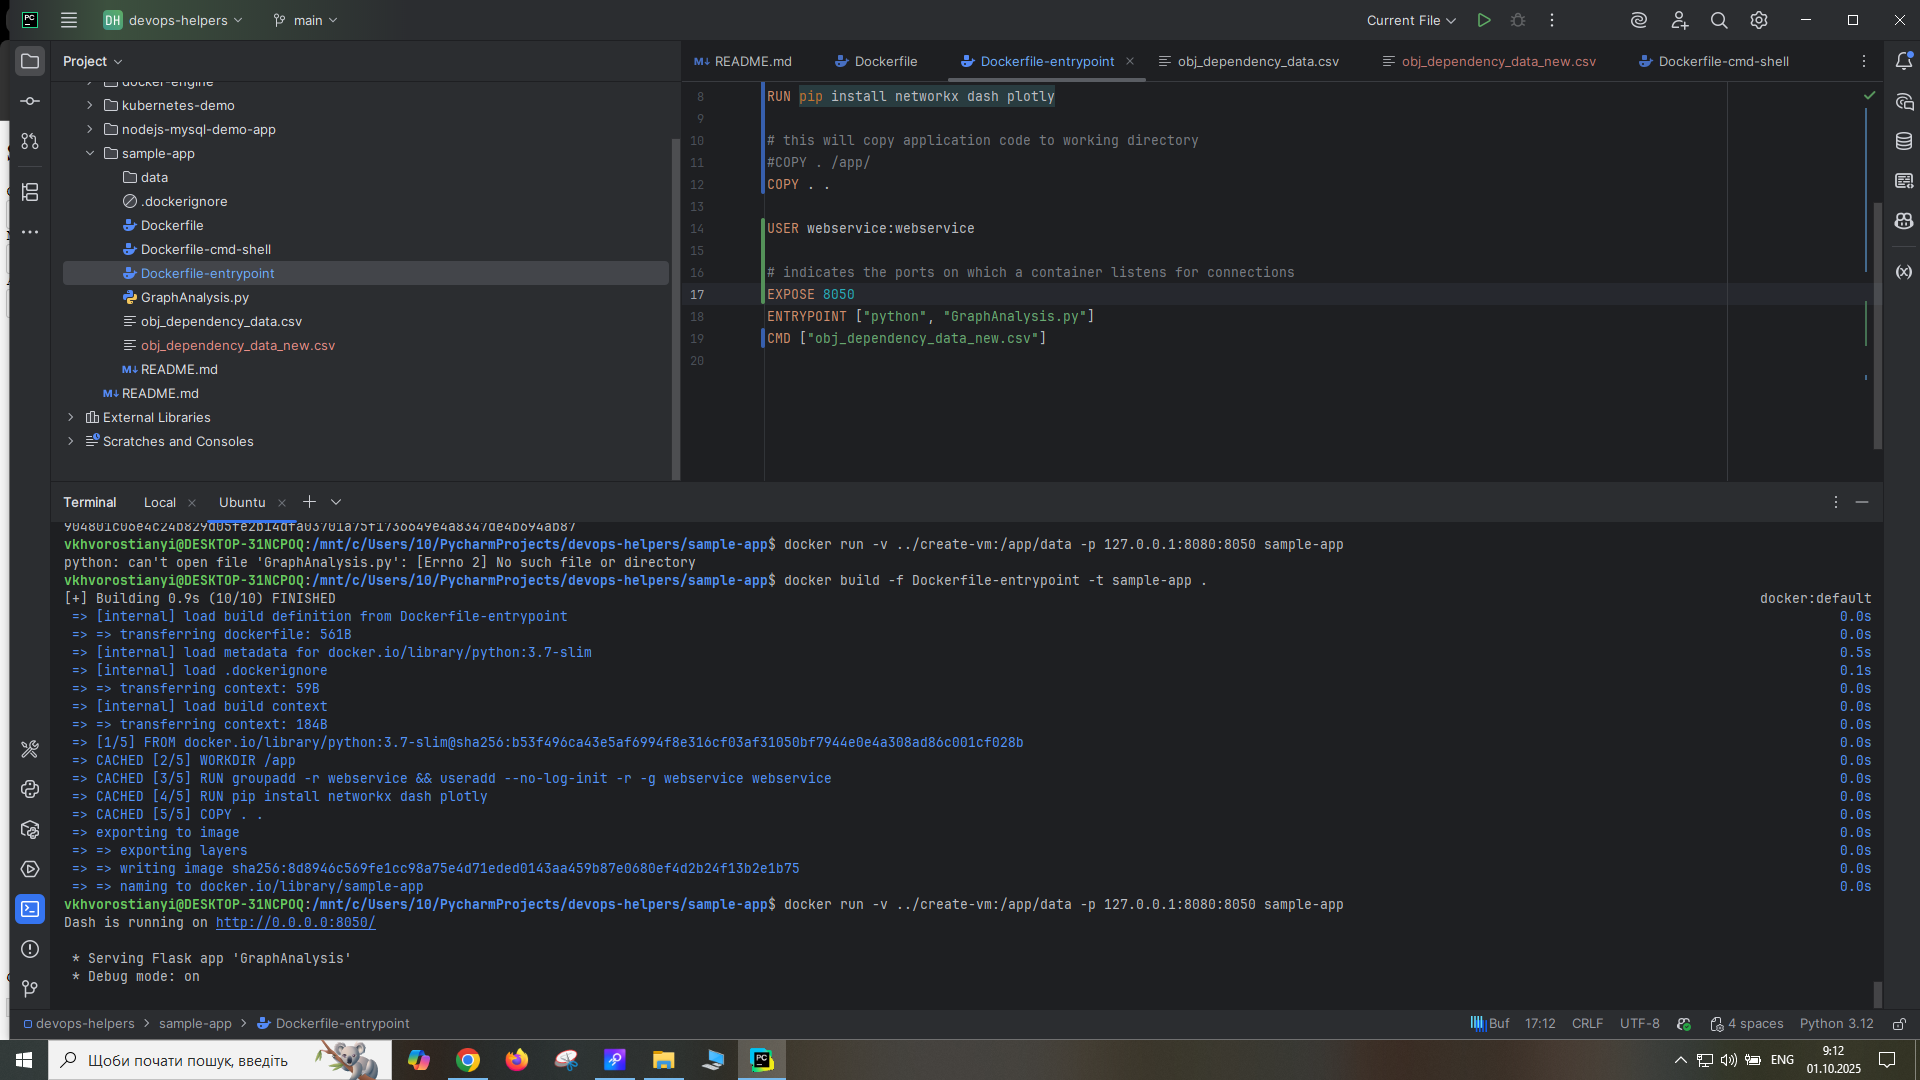 PC
DH devops-helpers
main
Current File
Project
docker-engine
kubernetes-demo
nodejs-mysql-demo-app
sample-app
data
.dockerignore
Dockerfile
Dockerfile-cmd-shell
Dockerfile-entrypoint
GraphAnalysis.py
obj_dependency_data.csv
obj_dependency_data_new.csv
M↓ README.md
M↓ README.md
External Libraries
Scratches and Consoles
M↓ README.md
Dockerfile
Dockerfile-entrypoint
obj_dependency_data.csv
obj_dependency_data_new.csv
Dockerfile-cmd-shell
8 RUN pip install networkx dash plotly
9
10 # this will copy application code to working directory
11 #COPY . /app/
12 COPY . .
13
14 USER webservice:webservice
15
16 # indicates the ports on which a container listens for connections
17 EXPOSE 8050
18 ENTRYPOINT ["python", "GraphAnalysis.py"]
19 CMD ["obj_dependency_data_new.csv"]
20
Terminal
Local
Ubuntu
904801c06e4c24b829d05fe2b14dfa03701a75f1736649e4a8347de4b694ab87
vkhvorostianyi@DESKTOP-31NCPOQ:/mnt/c/Users/10/PycharmProjects/devops-helpers/sample-app$ docker run -v ../create-vm:/app/data -p 127.0.0.1:8080:8050 sample-app
python: can't open file 'GraphAnalysis.py': [Errno 2] No such file or directory
vkhvorostianyi@DESKTOP-31NCPOQ:/mnt/c/Users/10/PycharmProjects/devops-helpers/sample-app$ docker build -f Dockerfile-entrypoint -t sample-app .
[+] Building 0.9s (10/10) FINISHED docker:default
=> [internal] load build definition from Dockerfile-entrypoint 0.0s
=> => transferring dockerfile: 561B 0.0s
=> [internal] load metadata for docker.io/library/python:3.7-slim 0.5s
=> [internal] load .dockerignore 0.1s
=> => transferring context: 59B 0.0s
=> [internal] load build context 0.0s
=> => transferring context: 184B 0.0s
=> [1/5] FROM docker.io/library/python:3.7-slim@sha256:b53f496ca43e5af6994f8e316cf03af31050bf7944e0e4a308ad86c001cf028b 0.0s
=> CACHED [2/5] WORKDIR /app 0.0s
=> CACHED [3/5] RUN groupadd -r webservice && useradd --no-log-init -r -g webservice webservice 0.0s
=> CACHED [4/5] RUN pip install networkx dash plotly 0.0s
=> CACHED [5/5] COPY . . 0.0s
=> exporting to image 0.0s
=> => exporting layers 0.0s
=> => writing image sha256:8d8946c569fe1cc98a75e4d71eded0143aa459b87e0680ef4d2b24f13b2e1b75 0.0s
=> => naming to docker.io/library/sample-app 0.0s
vkhvorostianyi@DESKTOP-31NCPOQ:/mnt/c/Users/10/PycharmProjects/devops-helpers/sample-app$ docker run -v ../create-vm:/app/data -p 127.0.0.1:8080:8050 sample-app
Dash is running on http://0.0.0.0:8050/
* Serving Flask app 'GraphAnalysis'
* Debug mode: on
devops-helpers > sample-app > Dockerfile-entrypoint
Buf
17:12
CRLF
UTF-8
4 spaces
Python 3.12
Щоби почати пошук, введіть
PC
ENG
9:12
01.10.2025